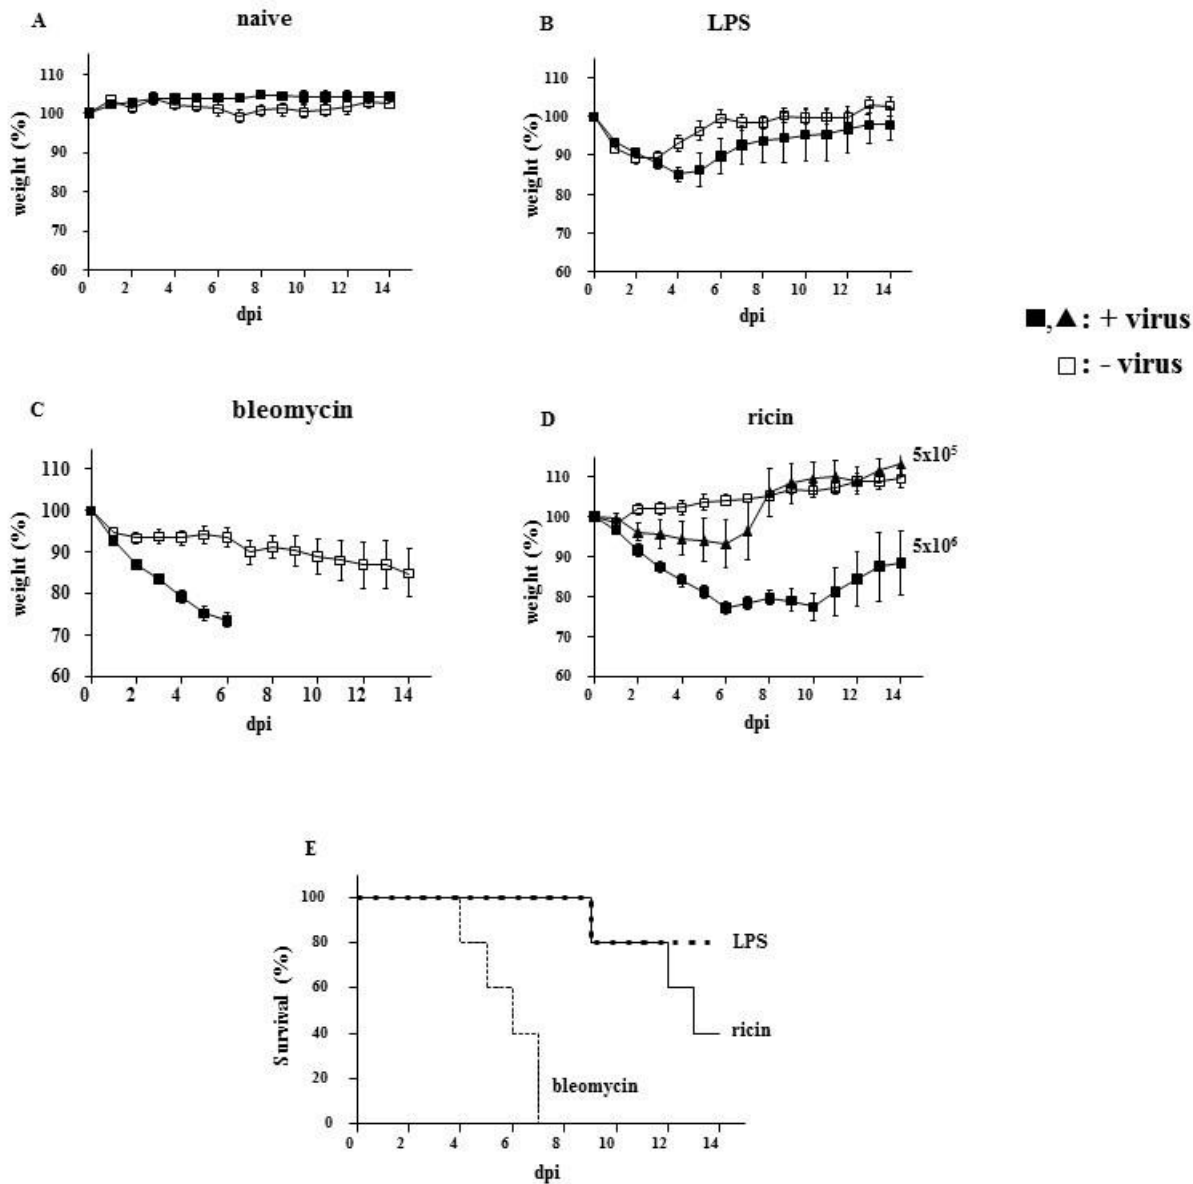 A
naive
weight (%)
110
100
90
80
70
60
0 2 4 6 8 10 12 14
dpi
B
LPS
weight (%)
110
100
90
80
70
60
0 2 4 6 8 10 12 14
dpi
■,▲: + virus
□: - virus
C
bleomycin
weight (%)
110
100
90
80
70
60
0 2 4 6 8 10 12 14
dpi
D
ricin
weight (%)
110
100
90
80
70
60
0 2 4 6 8 10 12 14
dpi
5x10⁵
5x10⁶
E
Survival (%)
100
80
60
40
20
0
0 2 4 6 8 10 12 14
dpi
LPS
ricin
bleomycin